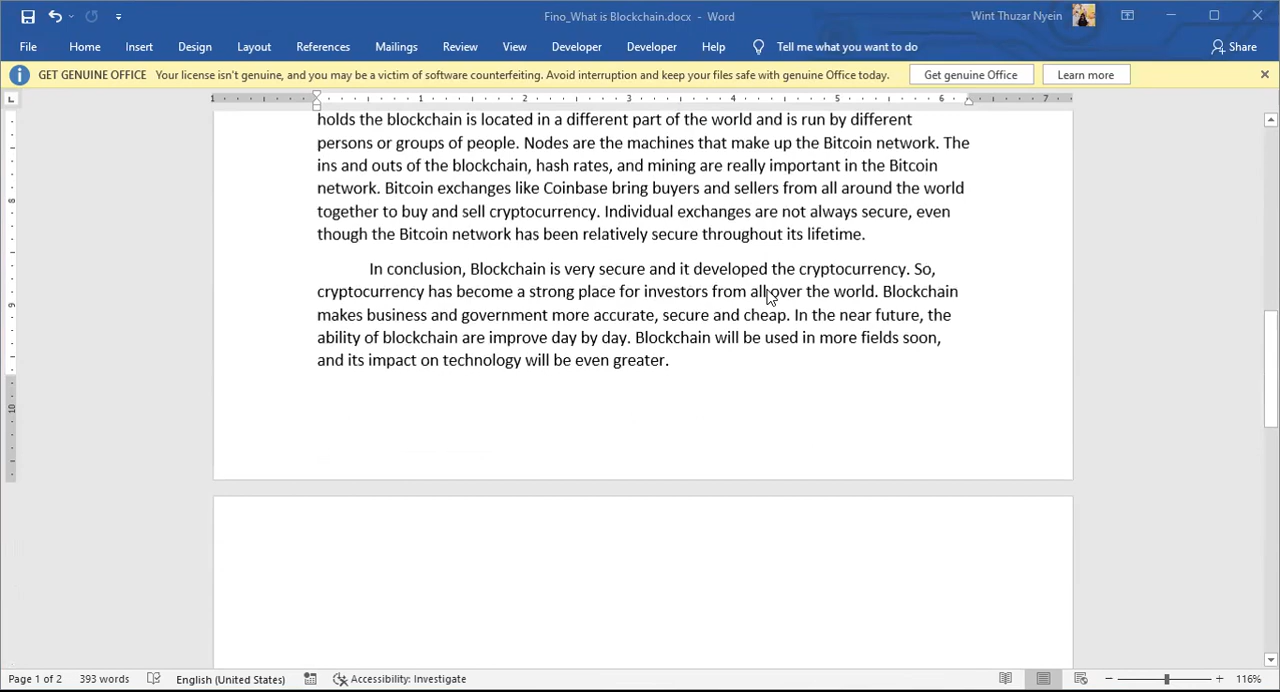 Fino_What is Blockchain.docx - Word
Wint Thuzar Nyein
File Home Insert Design Layout References Mailings Review View Developer Developer Help Tell me what you want to do Share
GET GENUINE OFFICE Your license isn't genuine, and you may be a victim of software counterfeiting. Avoid interruption and keep your files safe with genuine Office today. Get genuine Office Learn more
1 1 2 3 4 5 6 7
holds the blockchain is located in a different part of the world and is run by different
persons or groups of people. Nodes are the machines that make up the Bitcoin network. The
ins and outs of the blockchain, hash rates, and mining are really important in the Bitcoin
network. Bitcoin exchanges like Coinbase bring buyers and sellers from all around the world
together to buy and sell cryptocurrency. Individual exchanges are not always secure, even
though the Bitcoin network has been relatively secure throughout its lifetime.
In conclusion, Blockchain is very secure and it developed the cryptocurrency. So,
cryptocurrency has become a strong place for investors from all over the world. Blockchain
makes business and government more accurate, secure and cheap. In the near future, the
ability of blockchain are improve day by day. Blockchain will be used in more fields soon,
and its impact on technology will be even greater.
8
9
10
Page 1 of 2 393 words English (United States) Accessibility: Investigate 116%